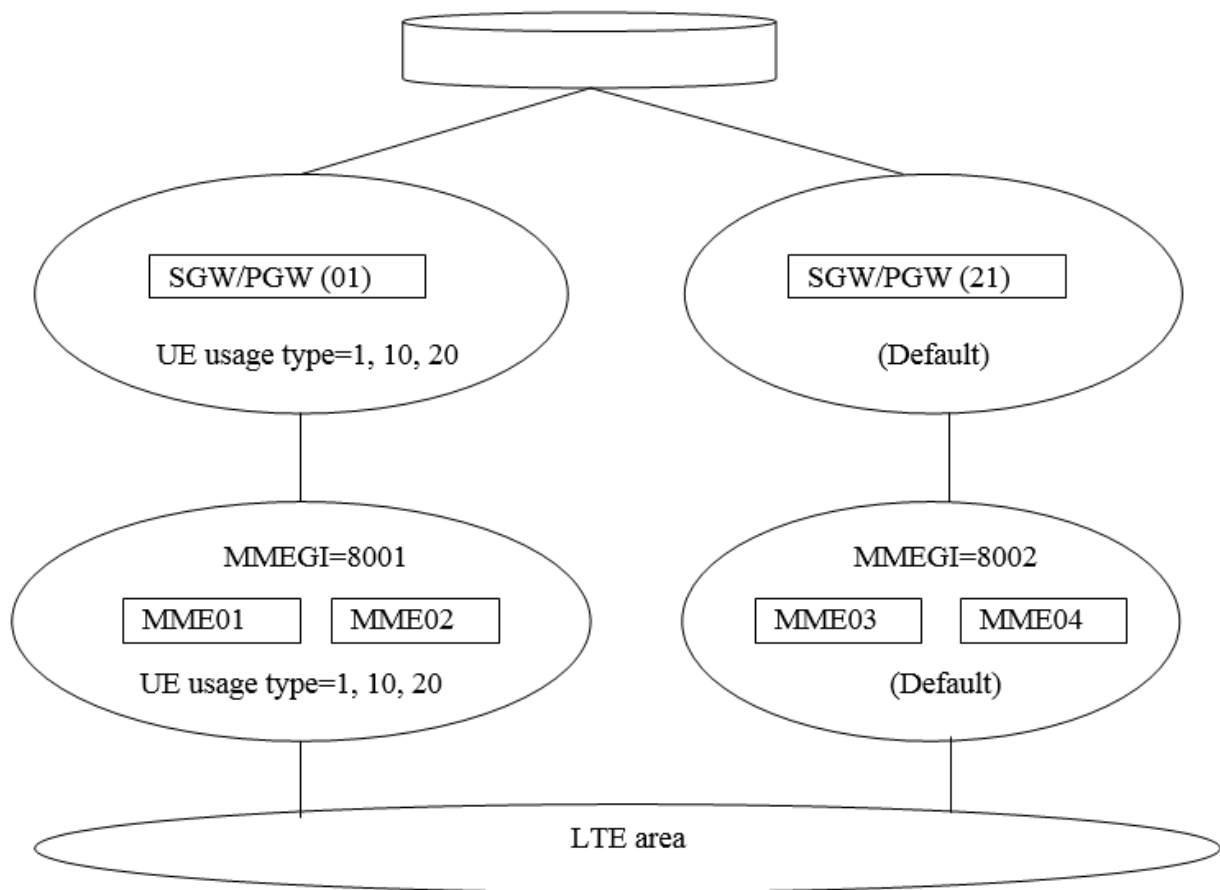 SGW/PGW (01)
UE usage type=1, 10, 20
SGW/PGW (21)
(Default)
MMEGI=8001
MME01
MME02
UE usage type=1, 10, 20
MMEGI=8002
MME03
MME04
(Default)
LTE area